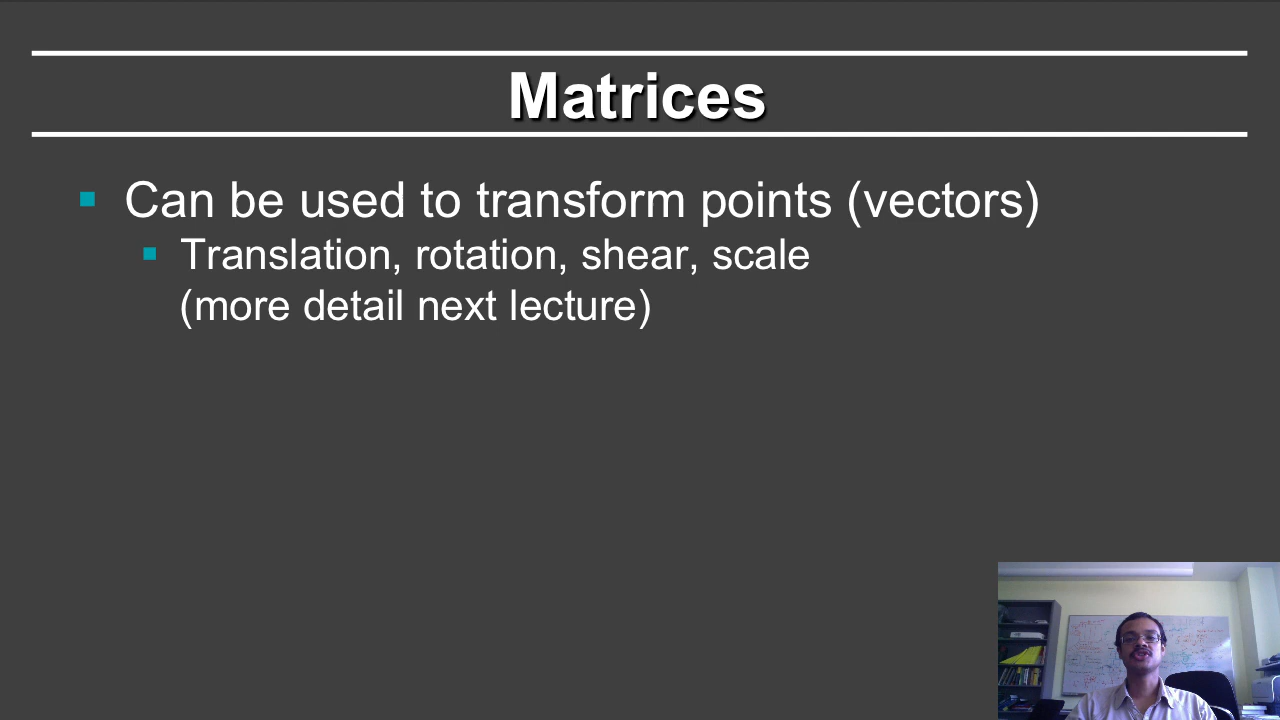 Matrices
Can be used to transform points (vectors)
Translation, rotation, shear, scale
(more detail next lecture)